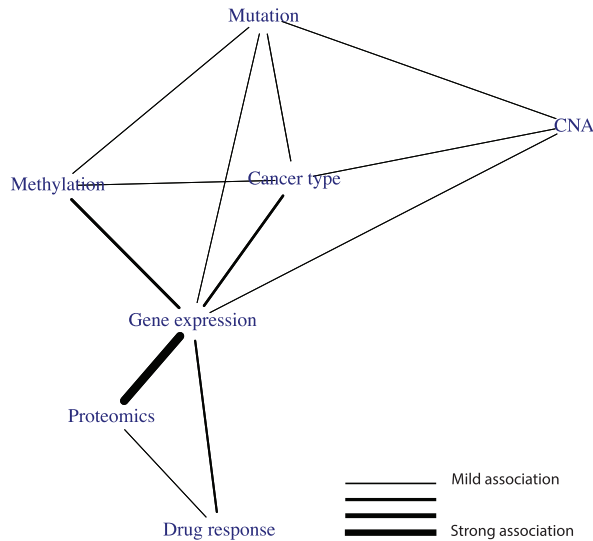 Mutation
CNA
Methylation
Cancer type
Gene expression
Proteomics
Drug response
Mild association
Strong association